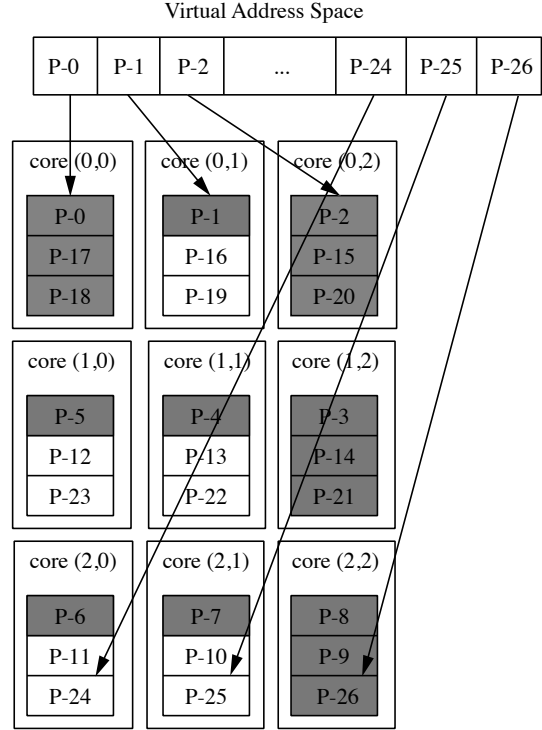 Virtual Address Space
P-0 P-1 P-2 ... P-24 P-25 P-26
core (0,0) core (0,1) core (0,2)
P-0 P-1 P-2
P-17 P-16 P-15
P-18 P-19 P-20
core (1,0) core (1,1) core (1,2)
P-5 P-4 P-3
P-12 P-13 P-14
P-23 P-22 P-21
core (2,0) core (2,1) core (2,2)
P-6 P-7 P-8
P-11 P-10 P-9
P-24 P-25 P-26